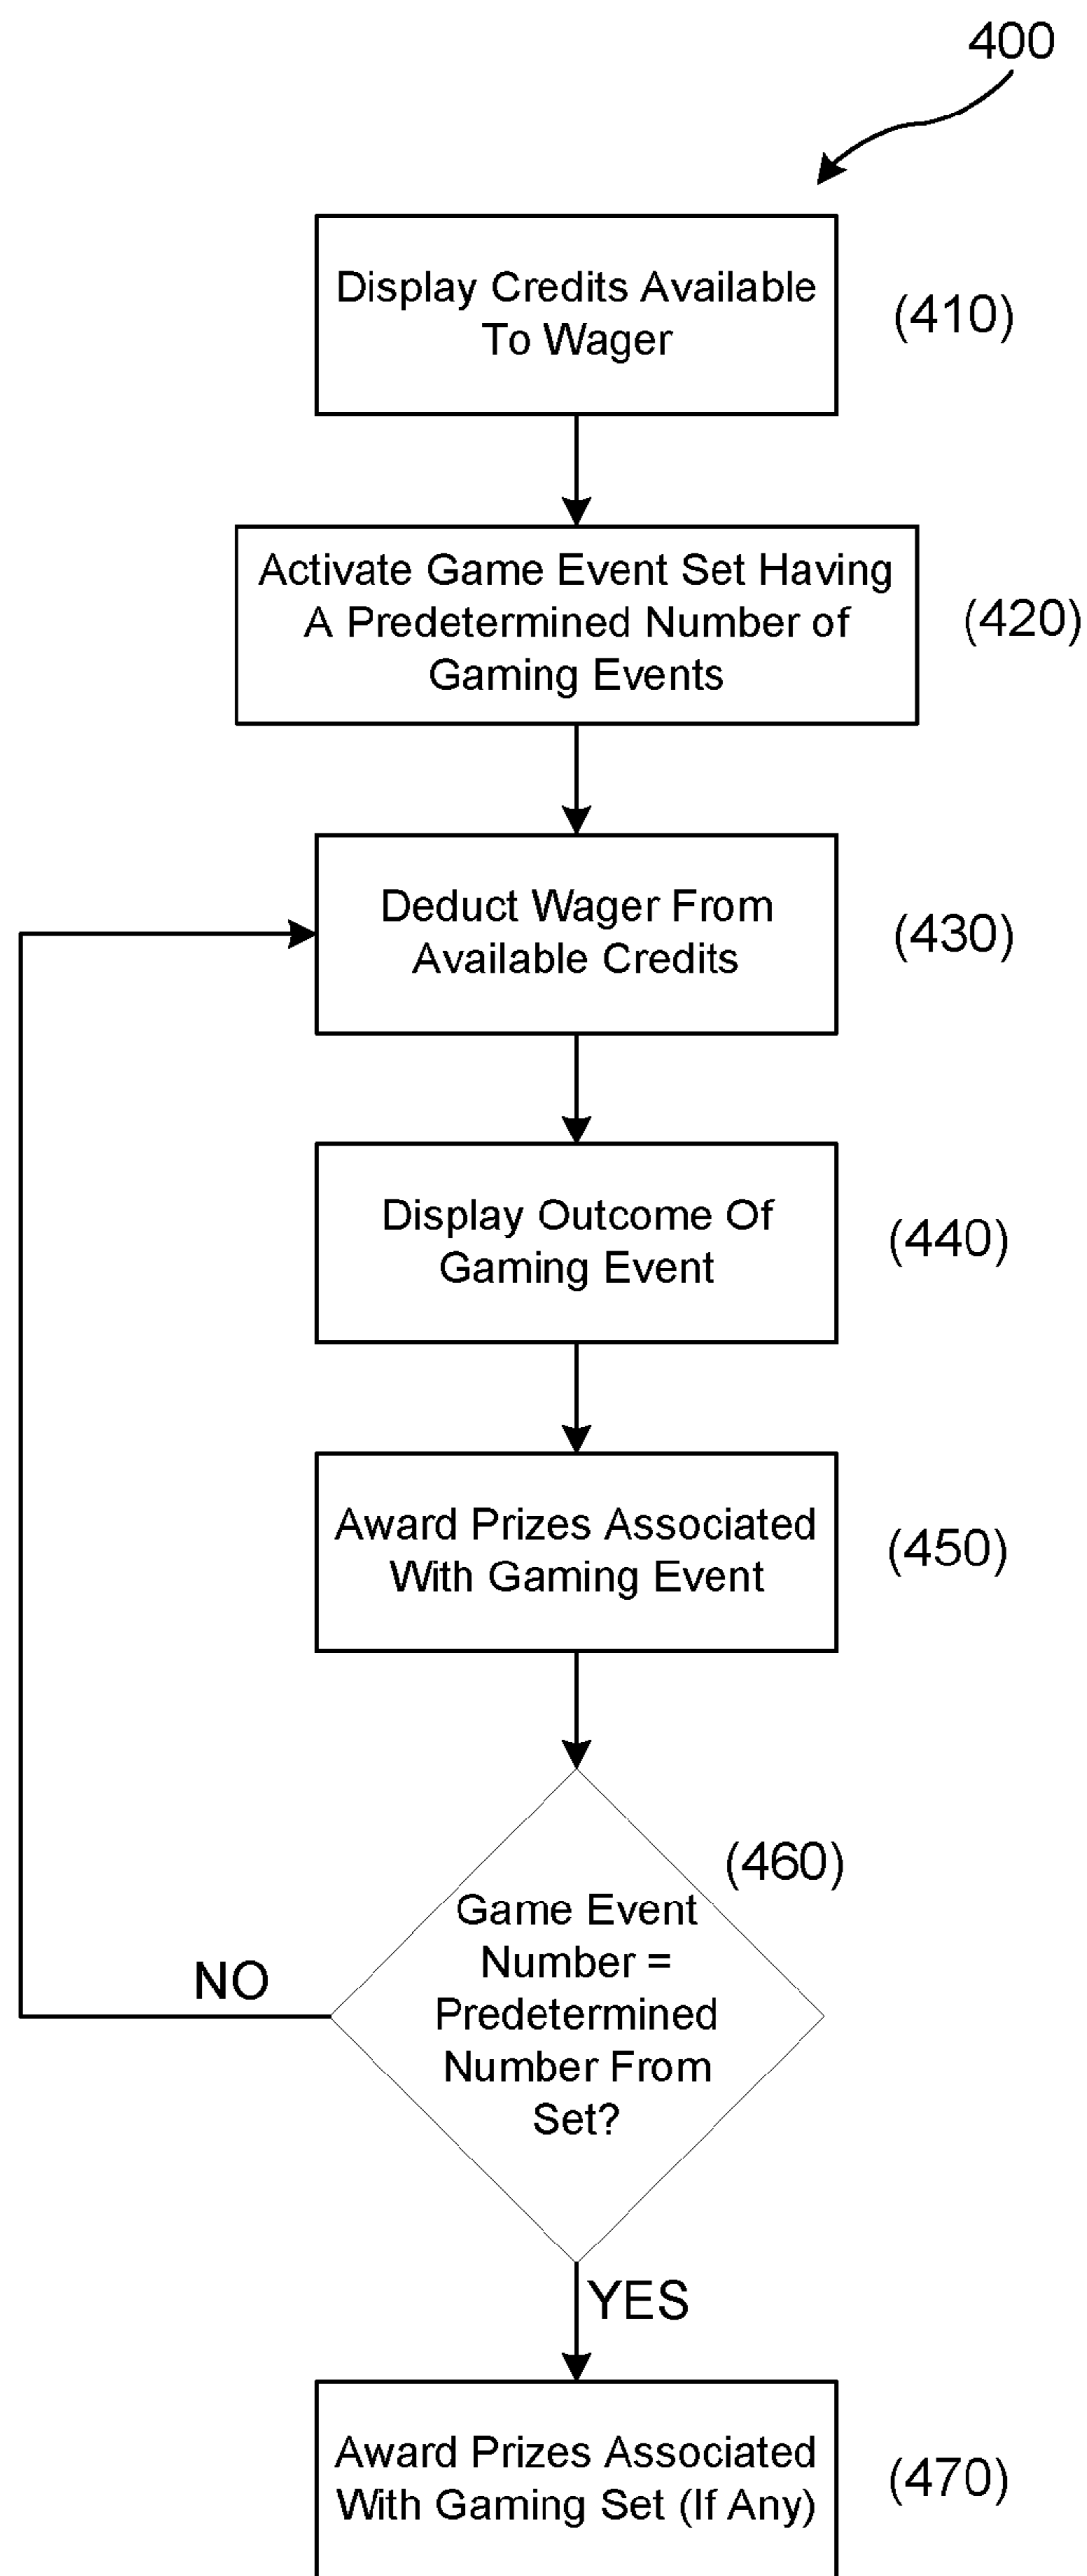 400
Display Credits Available
To Wager
(410)
Activate Game Event Set Having
A Predetermined Number of
Gaming Events
(420)
Deduct Wager From
Available Credits
(430)
Display Outcome Of
Gaming Event
(440)
Award Prizes Associated
With Gaming Event
(450)
(460)
Game Event
Number =
Predetermined
Number From
Set?
NO
YES
Award Prizes Associated
With Gaming Set (If Any)
(470)